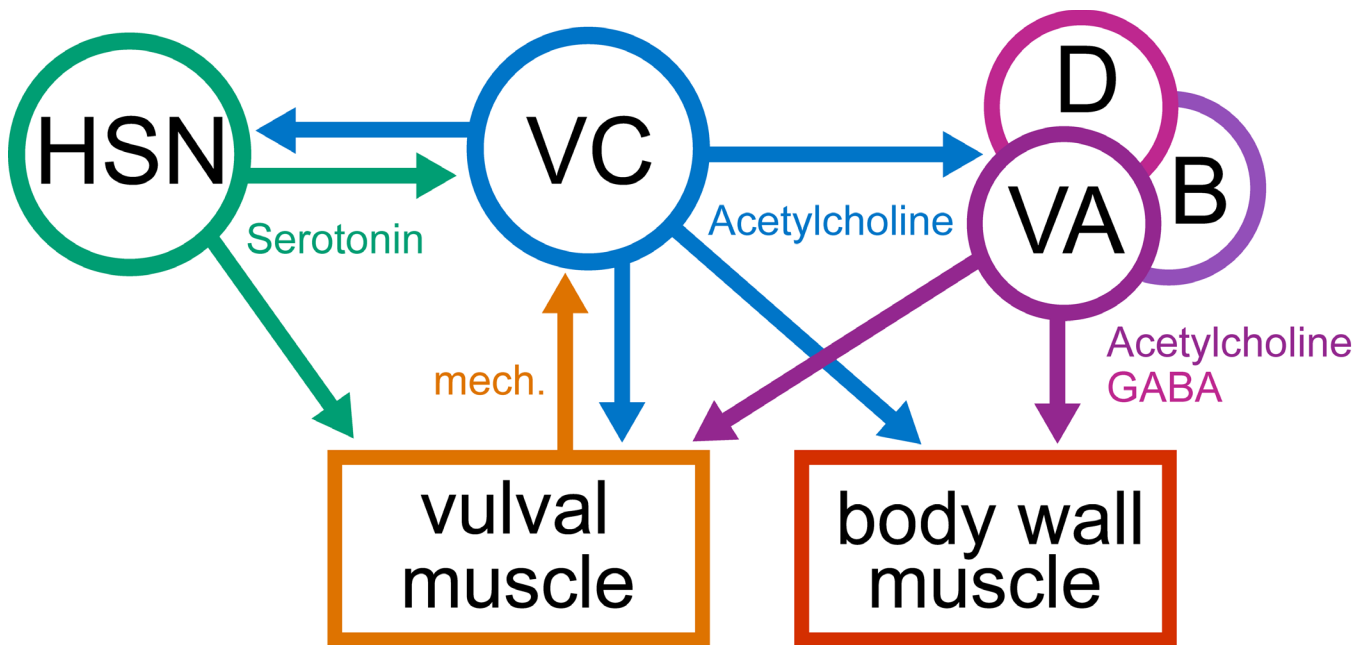 HSN
VC
D
VA
B
Serotonin
Acetylcholine
mech.
Acetylcholine
GABA
vulval
muscle
body wall
muscle